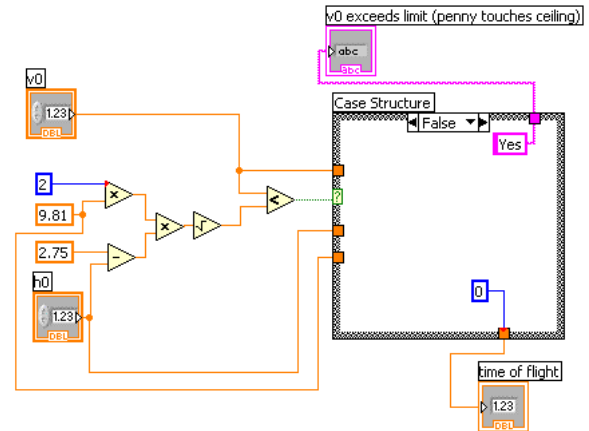 v0 exceeds limit (penny touches ceiling)
abc
abc
v0
1.23
DBL
Case Structure
False
Yes
2
x
9.81
x
√
<
?
2.75
-
h0
1.23
DBL
0
time of flight
1.23
DBL